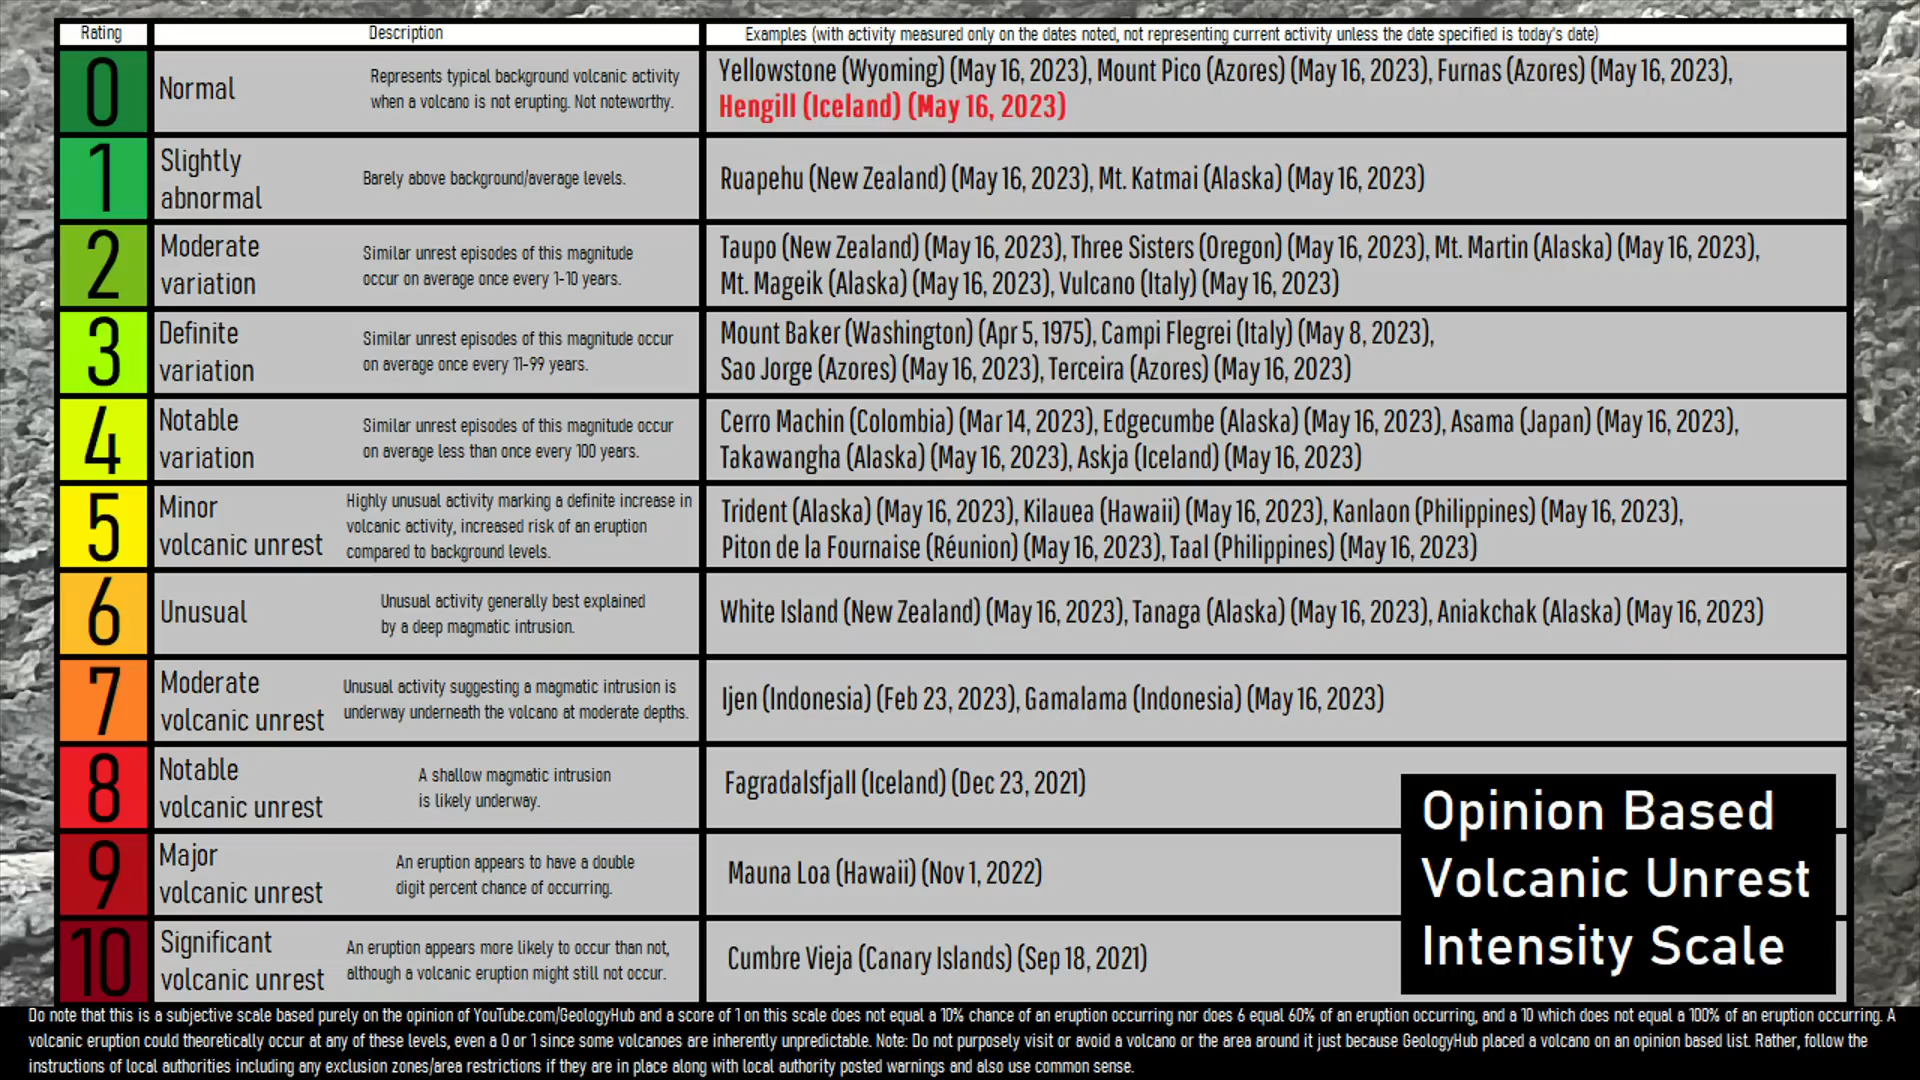 Rating Description Examples (with activity measured only on the dates noted, not representing current activity unless the date specified is today's date)
0 Normal
Represents typical background volcanic activity
when a volcano is not erupting. Not noteworthy.
Yellowstone (Wyoming) (May 16, 2023), Mount Pico (Azores) (May 16, 2023), Furnas (Azores) (May 16, 2023),
Hengill (Iceland) (May 16, 2023)
1 Slightly
abnormal
Barely above background/average levels.
Ruapehu (New Zealand) (May 16, 2023), Mt. Katmai (Alaska) (May 16, 2023)
2 Moderate
variation
Similar unrest episodes of this magnitude
occur on average once every 1-10 years.
Taupo (New Zealand) (May 16, 2023), Three Sisters (Oregon) (May 16, 2023), Mt. Martin (Alaska) (May 16, 2023),
Mt. Mageik (Alaska) (May 16, 2023), Vulcano (Italy) (May 16, 2023)
3 Definite
variation
Similar unrest episodes of this magnitude occur
on average once every 11-99 years.
Mount Baker (Washington) (Apr 5, 1975), Campi Flegrei (Italy) (May 8, 2023),
Sao Jorge (Azores) (May 16, 2023), Terceira (Azores) (May 16, 2023)
4 Notable
variation
Similar unrest episodes of this magnitude occur
on average less than once every 100 years.
Cerro Machin (Colombia) (Mar 14, 2023), Edgecumbe (Alaska) (May 16, 2023), Asama (Japan) (May 16, 2023),
Takawangha (Alaska) (May 16, 2023), Askja (Iceland) (May 16, 2023)
5 Minor
volcanic unrest
Highly unusual activity marking a definite increase in
volcanic activity, increased risk of an eruption
compared to background levels.
Trident (Alaska) (May 16, 2023), Kilauea (Hawaii) (May 16, 2023), Kanlaon (Philippines) (May 16, 2023),
Piton de la Fournaise (Réunion) (May 16, 2023), Taal (Philippines) (May 16, 2023)
6 Unusual
Unusual activity generally best explained
by a deep magmatic intrusion.
White Island (New Zealand) (May 16, 2023), Tanaga (Alaska) (May 16, 2023), Aniakchak (Alaska) (May 16, 2023)
7 Moderate
volcanic unrest
Unusual activity suggesting a magmatic intrusion is
underway underneath the volcano at moderate depths.
Ijen (Indonesia) (Feb 23, 2023), Gamalama (Indonesia) (May 16, 2023)
8 Notable
volcanic unrest
A shallow magmatic intrusion
is likely underway.
Fagradalsfjall (Iceland) (Dec 23, 2021)
9 Major
volcanic unrest
An eruption appears to have a double
digit percent chance of occurring.
Mauna Loa (Hawaii) (Nov 1, 2022)
10 Significant
volcanic unrest
An eruption appears more likely to occur than not,
although a volcanic eruption might still not occur.
Cumbre Vieja (Canary Islands) (Sep 18, 2021)
Opinion Based
Volcanic Unrest
Intensity Scale
Do note that this is a subjective scale based purely on the opinion of YouTube.com/GeologyHub and a score of 1 on this scale does not equal a 10% chance of an eruption occurring nor does 6 equal 60% of an eruption occurring, and a 10 which does not equal a 100% of an eruption occurring. A
volcanic eruption could theoretically occur at any of these levels, even a 0 or 1 since some volcanoes are inherently unpredictable. Note: Do not purposely visit or avoid a volcano or the area around it just because GeologyHub placed a volcano on an opinion based list. Rather, follow the
instructions of local authorities including any exclusion zones/area restrictions if they are in place along with local authority posted warnings and also use common sense.